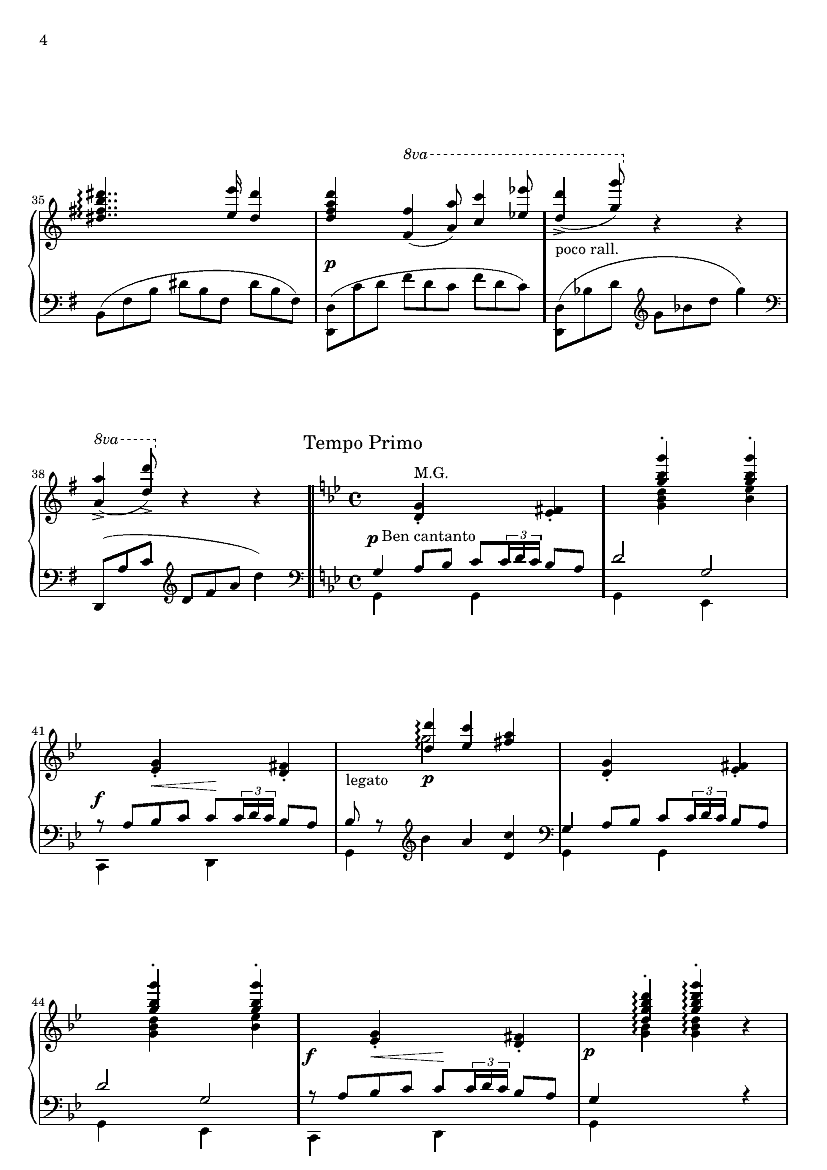 4
8va
35
p
poco rall.
8va
Tempo Primo
38
M.G.
p Ben cantanto
3
41
legato
p
f
3
3
44
f
p
3